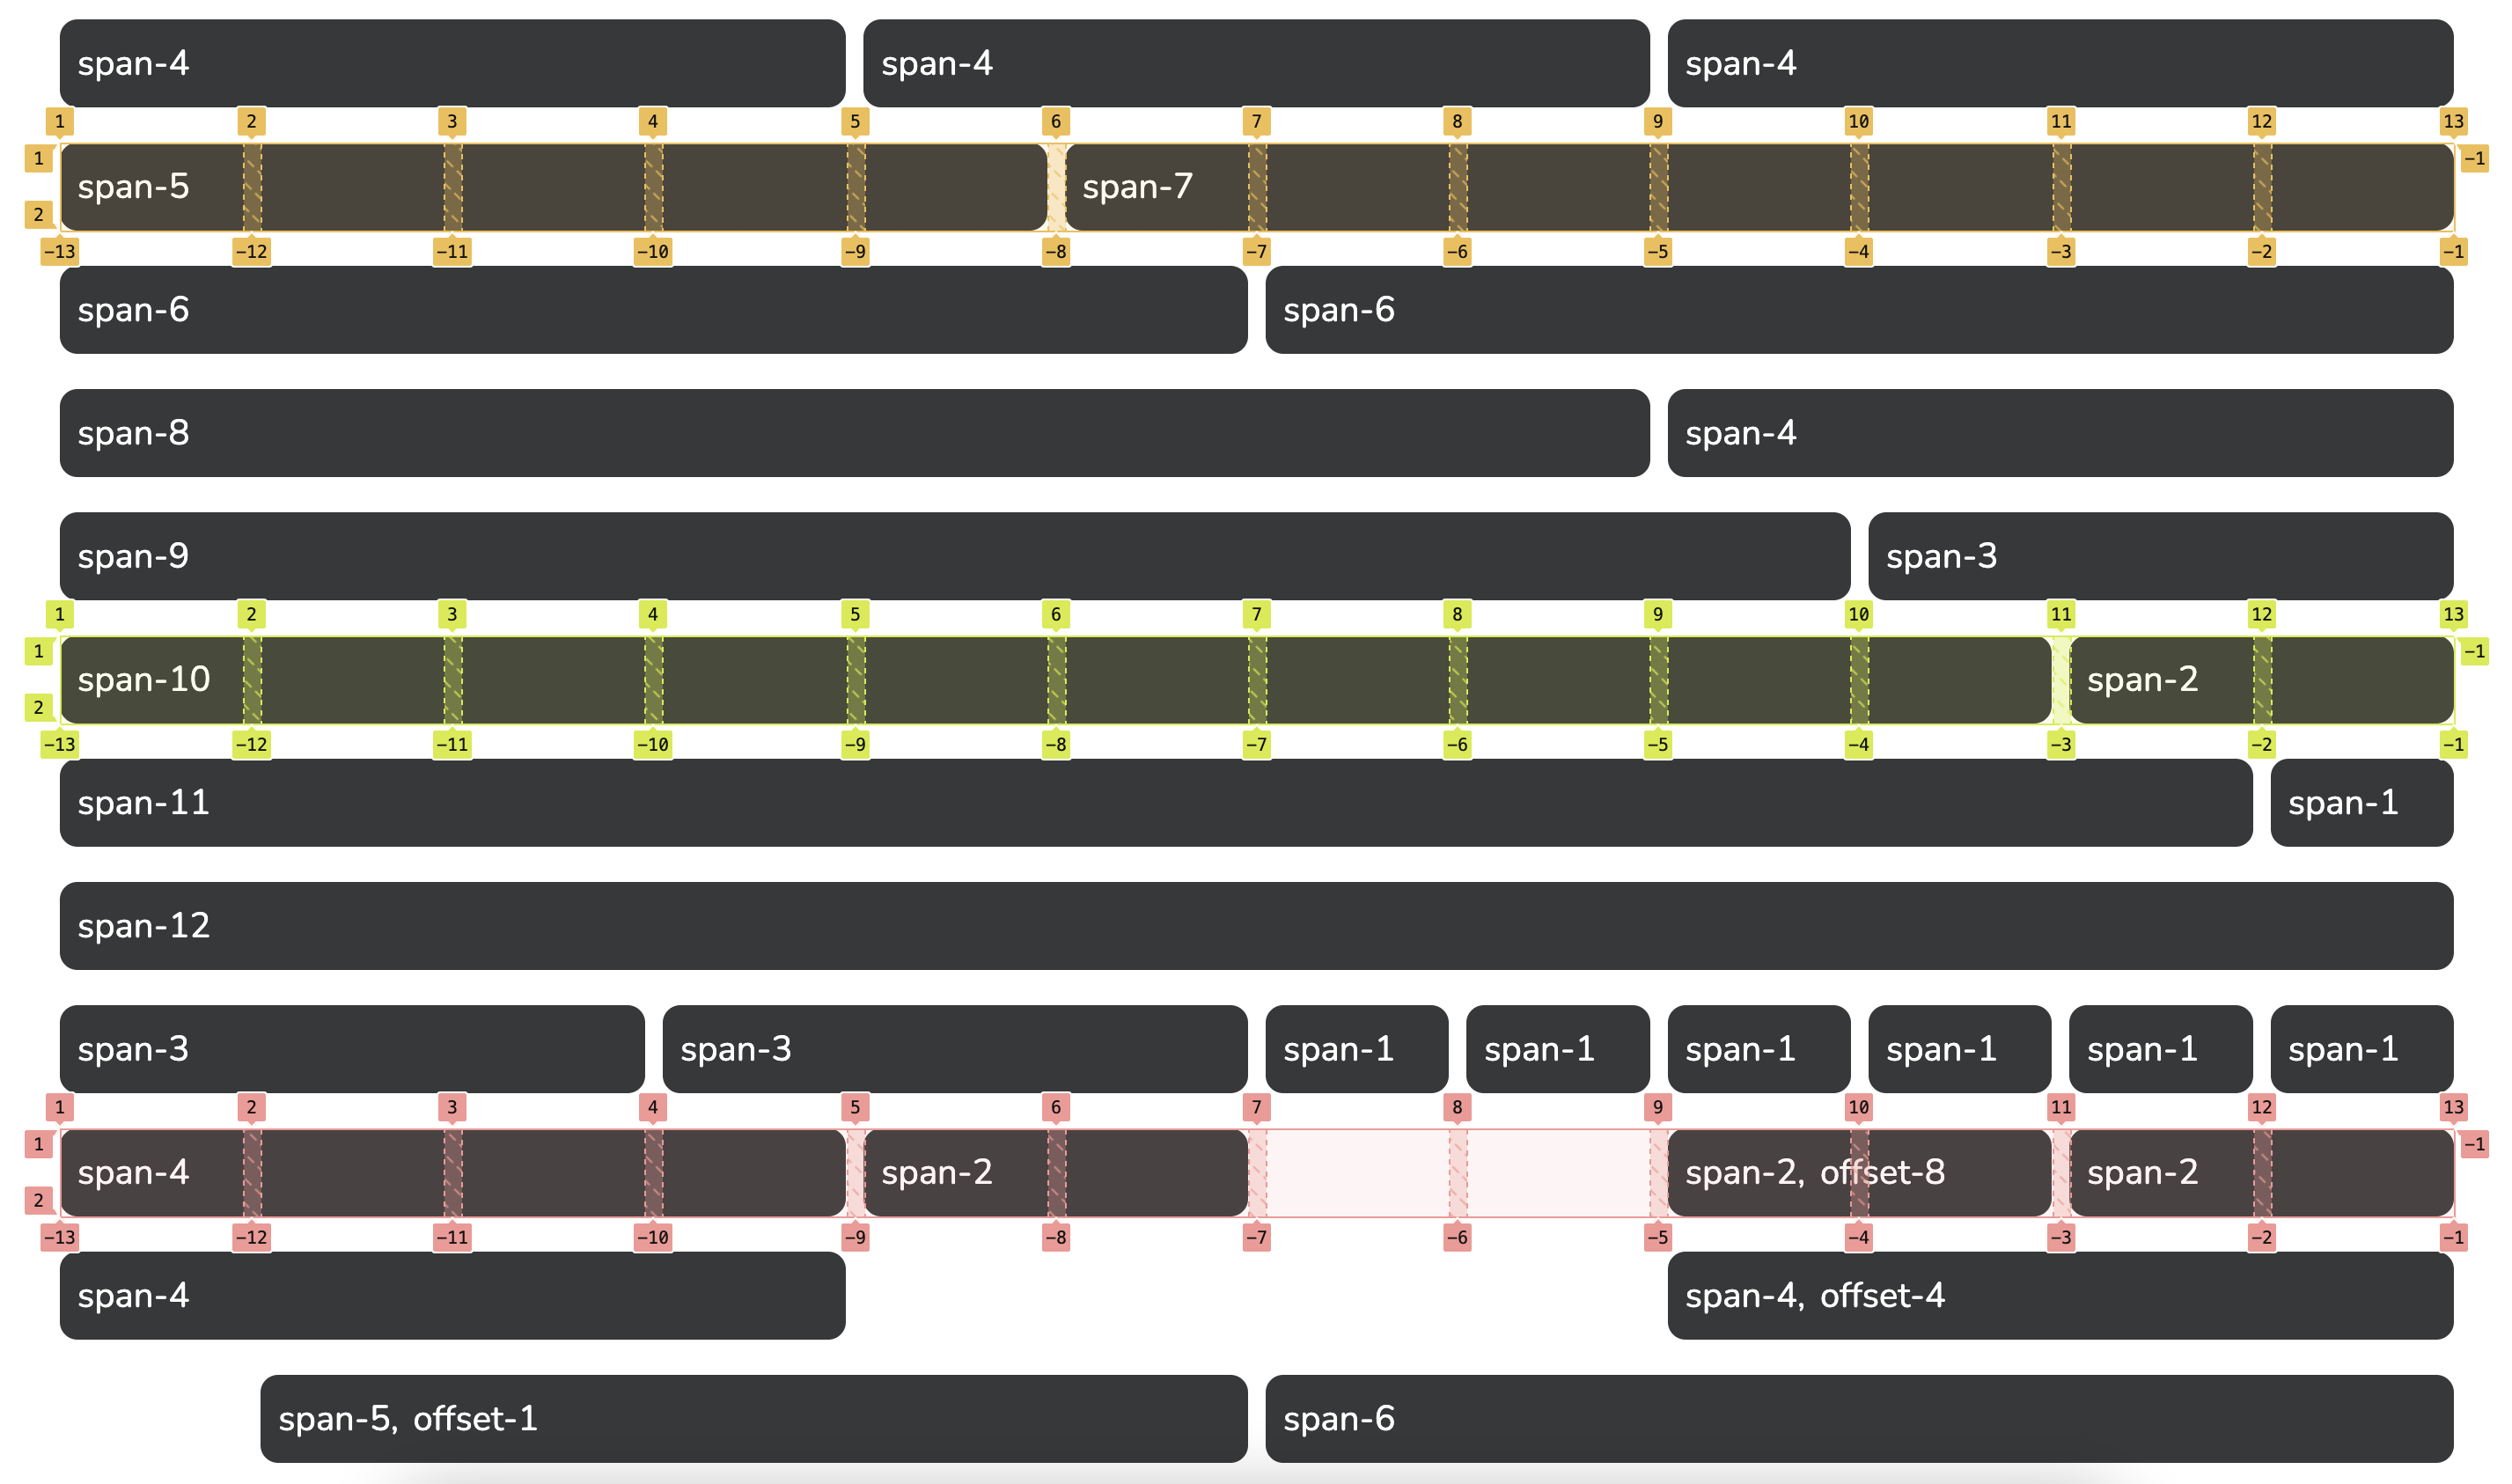 span-4 span-4 span-4
1 2 3 4 5 6 7 8 9 10 11 12 13
1 −1
span-5 span-7
2
−13 −12 −11 −10 −9 −8 −7 −6 −5 −4 −3 −2 −1
span-6 span-6
span-8 span-4
span-9 span-3
1 2 3 4 5 6 7 8 9 10 11 12 13
1 −1
span-10 span-2
2
−13 −12 −11 −10 −9 −8 −7 −6 −5 −4 −3 −2 −1
span-11 span-1
span-12
span-3 span-3 span-1 span-1 span-1 span-1 span-1 span-1
1 2 3 4 5 6 7 8 9 10 11 12 13
1 −1
span-4 span-2 span-2, offset-8 span-2
2
−13 −12 −11 −10 −9 −8 −7 −6 −5 −4 −3 −2 −1
span-4 span-4, offset-4
span-5, offset-1 span-6